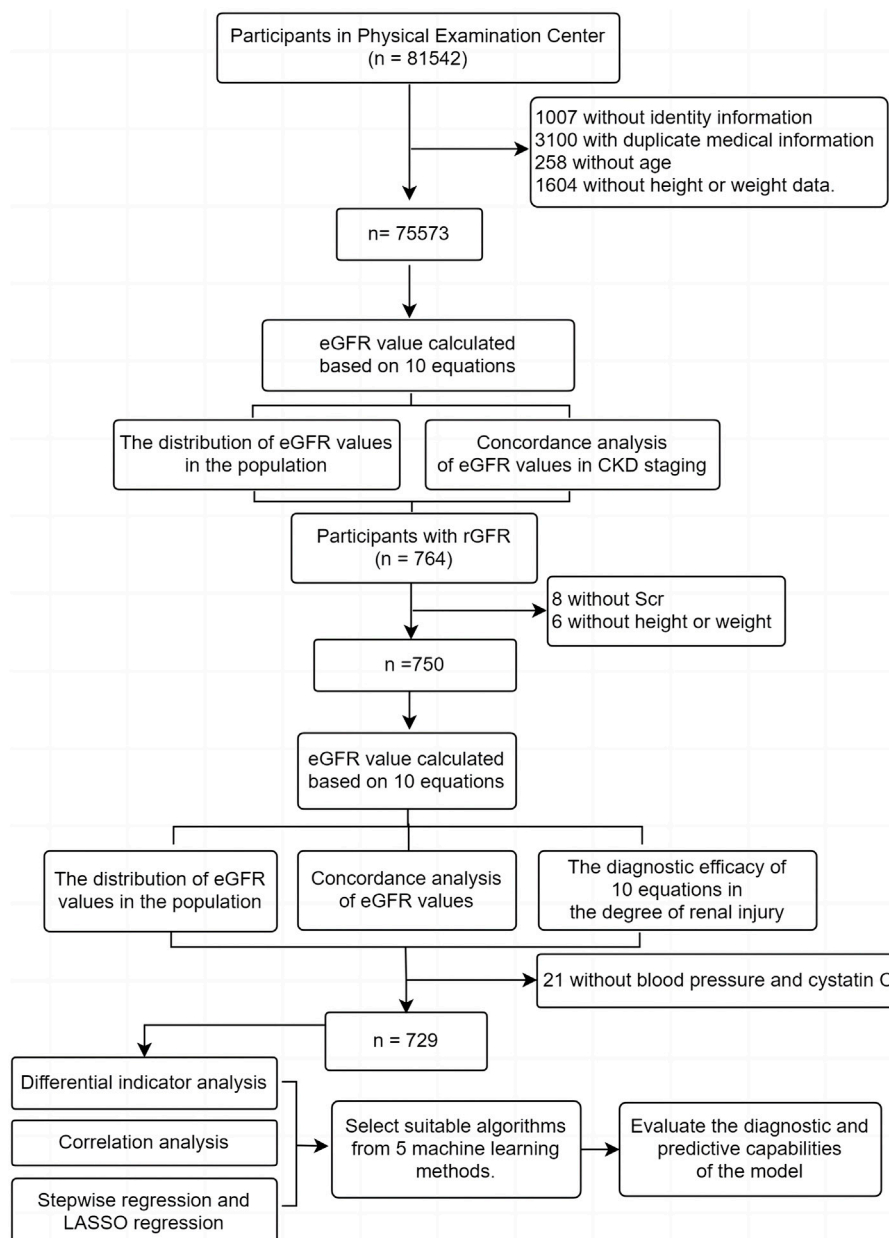 Participants in Physical Examination Center
(n = 81542)
1007 without identity information
3100 with duplicate medical information
258 without age
1604 without height or weight data.
n= 75573
eGFR value calculated
based on 10 equations
The distribution of eGFR values
in the population
Concordance analysis
of eGFR values in CKD staging
Participants with rGFR
(n = 764)
8 without Scr
6 without height or weight
n =750
eGFR value calculated
based on 10 equations
The distribution of eGFR
values in the population
Concordance analysis
of eGFR values
The diagnostic efficacy of
10 equations in
the degree of renal injury
21 without blood pressure and cystatin C
n = 729
Differential indicator analysis
Correlation analysis
Stepwise regression and
LASSO regression
Select suitable algorithms
from 5 machine learning
methods.
Evaluate the diagnostic and
predictive capabilities
of the model